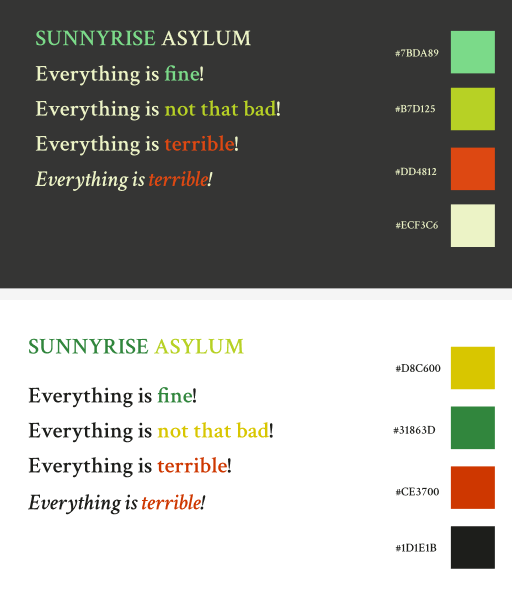 SUNNYRISE ASYLUM
Everything is fine!
Everything is not that bad!
Everything is terrible!
Everything is terrible!
#7BDA89
#B7D125
#DD4812
#ECF3C6
SUNNYRISE ASYLUM
Everything is fine!
Everything is not that bad!
Everything is terrible!
Everything is terrible!
#D8C600
#31863D
#CE3700
#1D1E1B